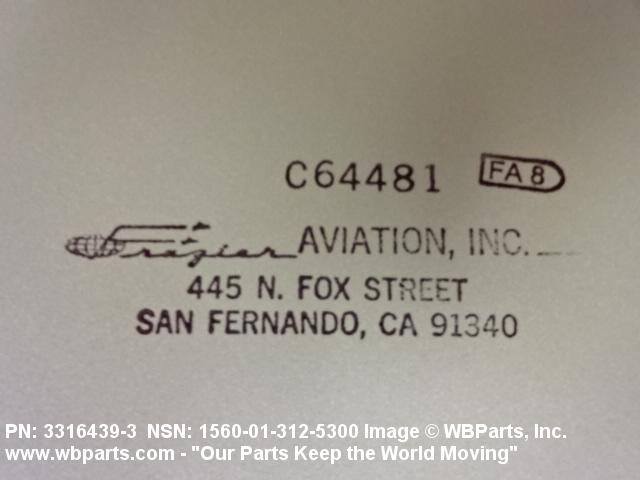 C64481 FA 8
Frazier AVIATION, INC.
445 N. FOX STREET
SAN FERNANDO, CA 91340
PN: 3316439-3 NSN: 1560-01-312-5300 Image © WBParts, Inc.
www.wbparts.com - "Our Parts Keep the World Moving"